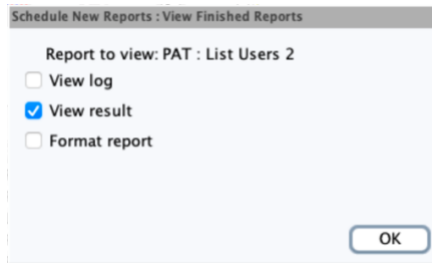 Schedule New Reports : View Finished Reports
Report to view: PAT : List Users 2
View log
View result
Format report
OK